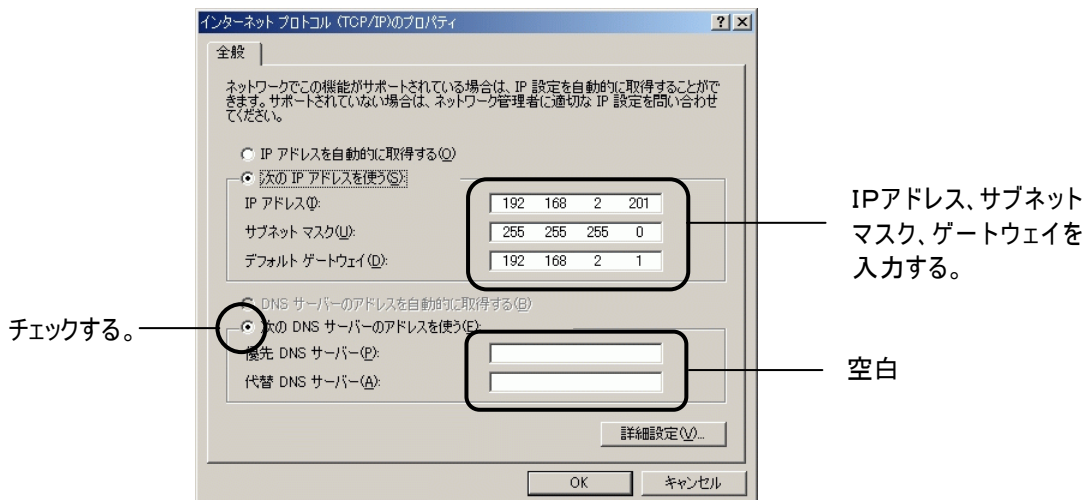 インターネット プロトコル (TCP/IP)のプロパティ
全般
ネットワークでこの機能がサポートされている場合は、IP 設定を自動的に取得することがで
きます。サポートされていない場合は、ネットワーク管理者に適切な IP 設定を問い合わせ
てください。
IP アドレスを自動的に取得する(O)
次の IP アドレスを使う(S):
IP アドレス(I):
192 168 2 201
サブネット マスク(U):
255 255 255 0
デフォルト ゲートウェイ(D):
192 168 2 1
IPアドレス、サブネット
マスク、ゲートウェイを
入力する。
DNS サーバーのアドレスを自動的に取得する(B)
チェックする。
次の DNS サーバーのアドレスを使う(E):
優先 DNS サーバー(P):
代替 DNS サーバー(A):
空白
詳細設定(V)...
OK
キャンセル